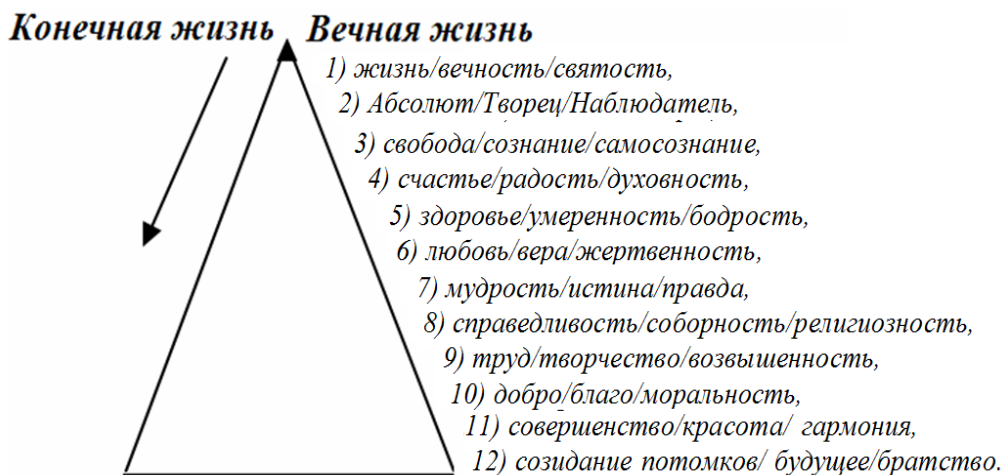 Конечная жизнь Вечная жизнь
1) жизнь/вечность/святость,
2) Абсолют/Творец/Наблюдатель,
3) свобода/сознание/самосознание,
4) счастье/радость/духовность,
5) здоровье/умеренность/бодрость,
6) любовь/вера/жертвенность,
7) мудрость/истина/правда,
8) справедливость/соборность/религиозность,
9) труд/творчество/возвышенность,
10) добро/благо/моральность,
11) совершенство/красота/ гармония,
12) созидание потомков/ будущее/братство.